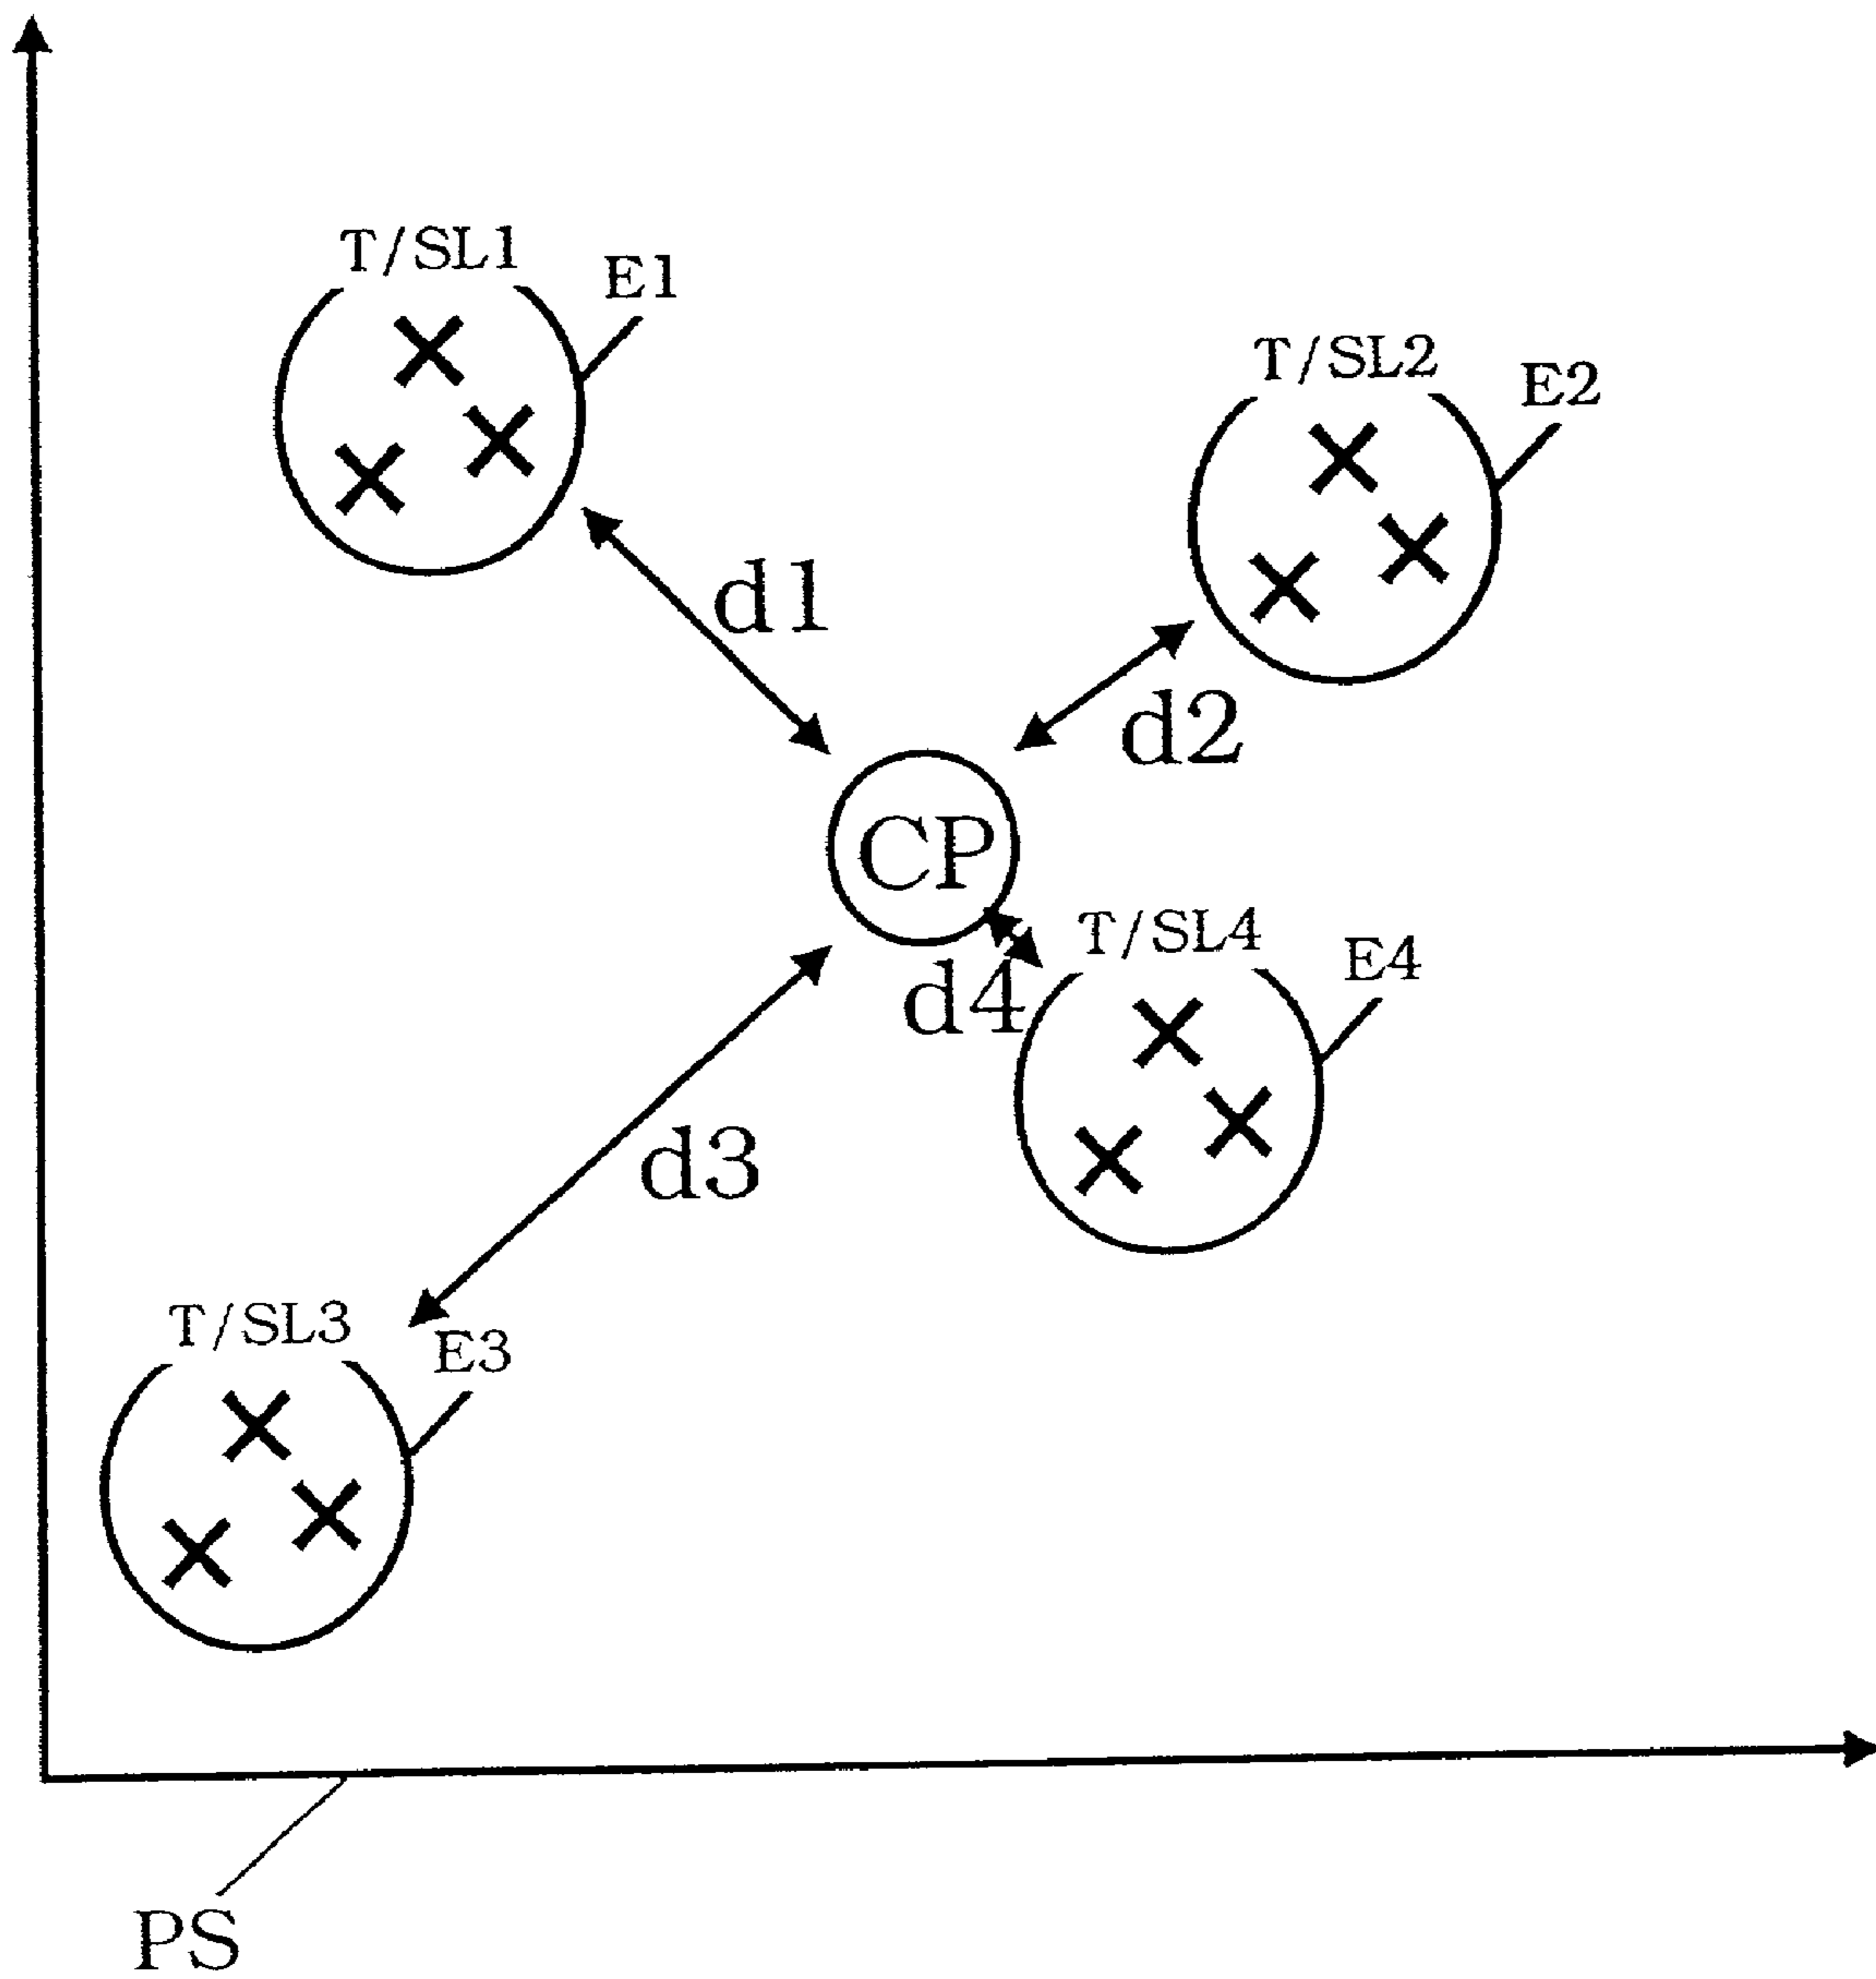 T/SL1
E1
T/SL2
E2
d1
d2
CP
T/SL4
E4
d4
d3
T/SL3
E3
PS